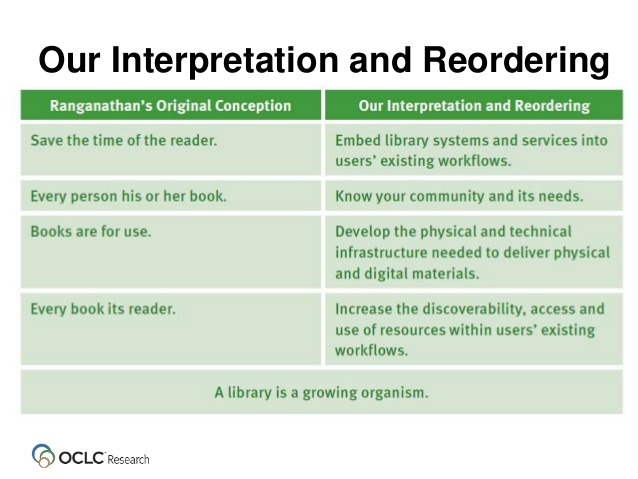 Our Interpretation and Reordering
Ranganathan's Original Conception
Our Interpretation and Reordering
Save the time of the reader.
Embed library systems and services into
users' existing workflows.
Every person his or her book.
Know your community and its needs.
Books are for use.
Develop the physical and technical
infrastructure needed to deliver physical
and digital materials.
Every book its reader.
Increase the discoverability, access and
use of resources within users' existing
workflows.
A library is a growing organism.
OCLC Research